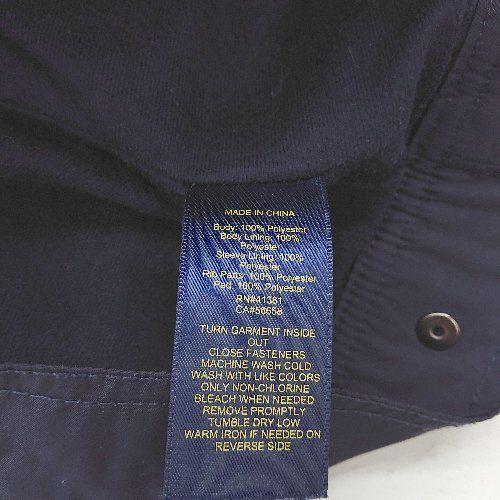 MADE IN CHINA
Body: 100% Polyester
Body Lining: 100%
Polyester
Sleeve Lining: 100%
Polyester
Rib Parts: 100% Polyester
Pad: 100% Polyester
RN#41381
CA#56658
TURN GARMENT INSIDE
OUT
CLOSE FASTENERS
MACHINE WASH COLD
WASH WITH LIKE COLORS
ONLY NON-CHLORINE
BLEACH WHEN NEEDED
REMOVE PROMPTLY
TUMBLE DRY LOW
WARM IRON IF NEEDED ON
REVERSE SIDE